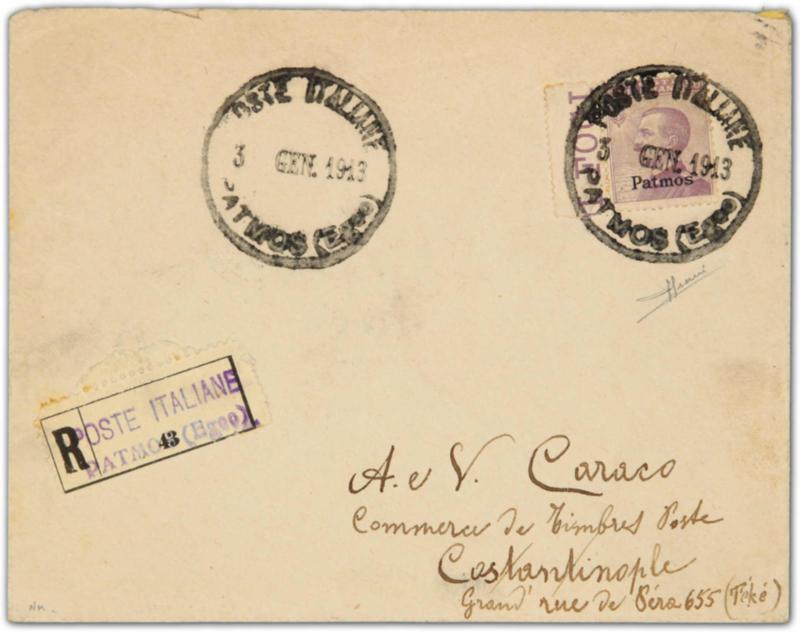 POSTE ITALIANE
3 GEN. 1913
PATMOS (Egeo)
POSTE ITALIANE
3 GEN. 1913
PATMOS (Egeo)
Patmos
R
POSTE ITALIANE
PATMOS (Egeo).
43
A. e V. Caraco
Commerce de Timbres Poste
Costantinople
Grand' rue de Péra 655 (Téké)